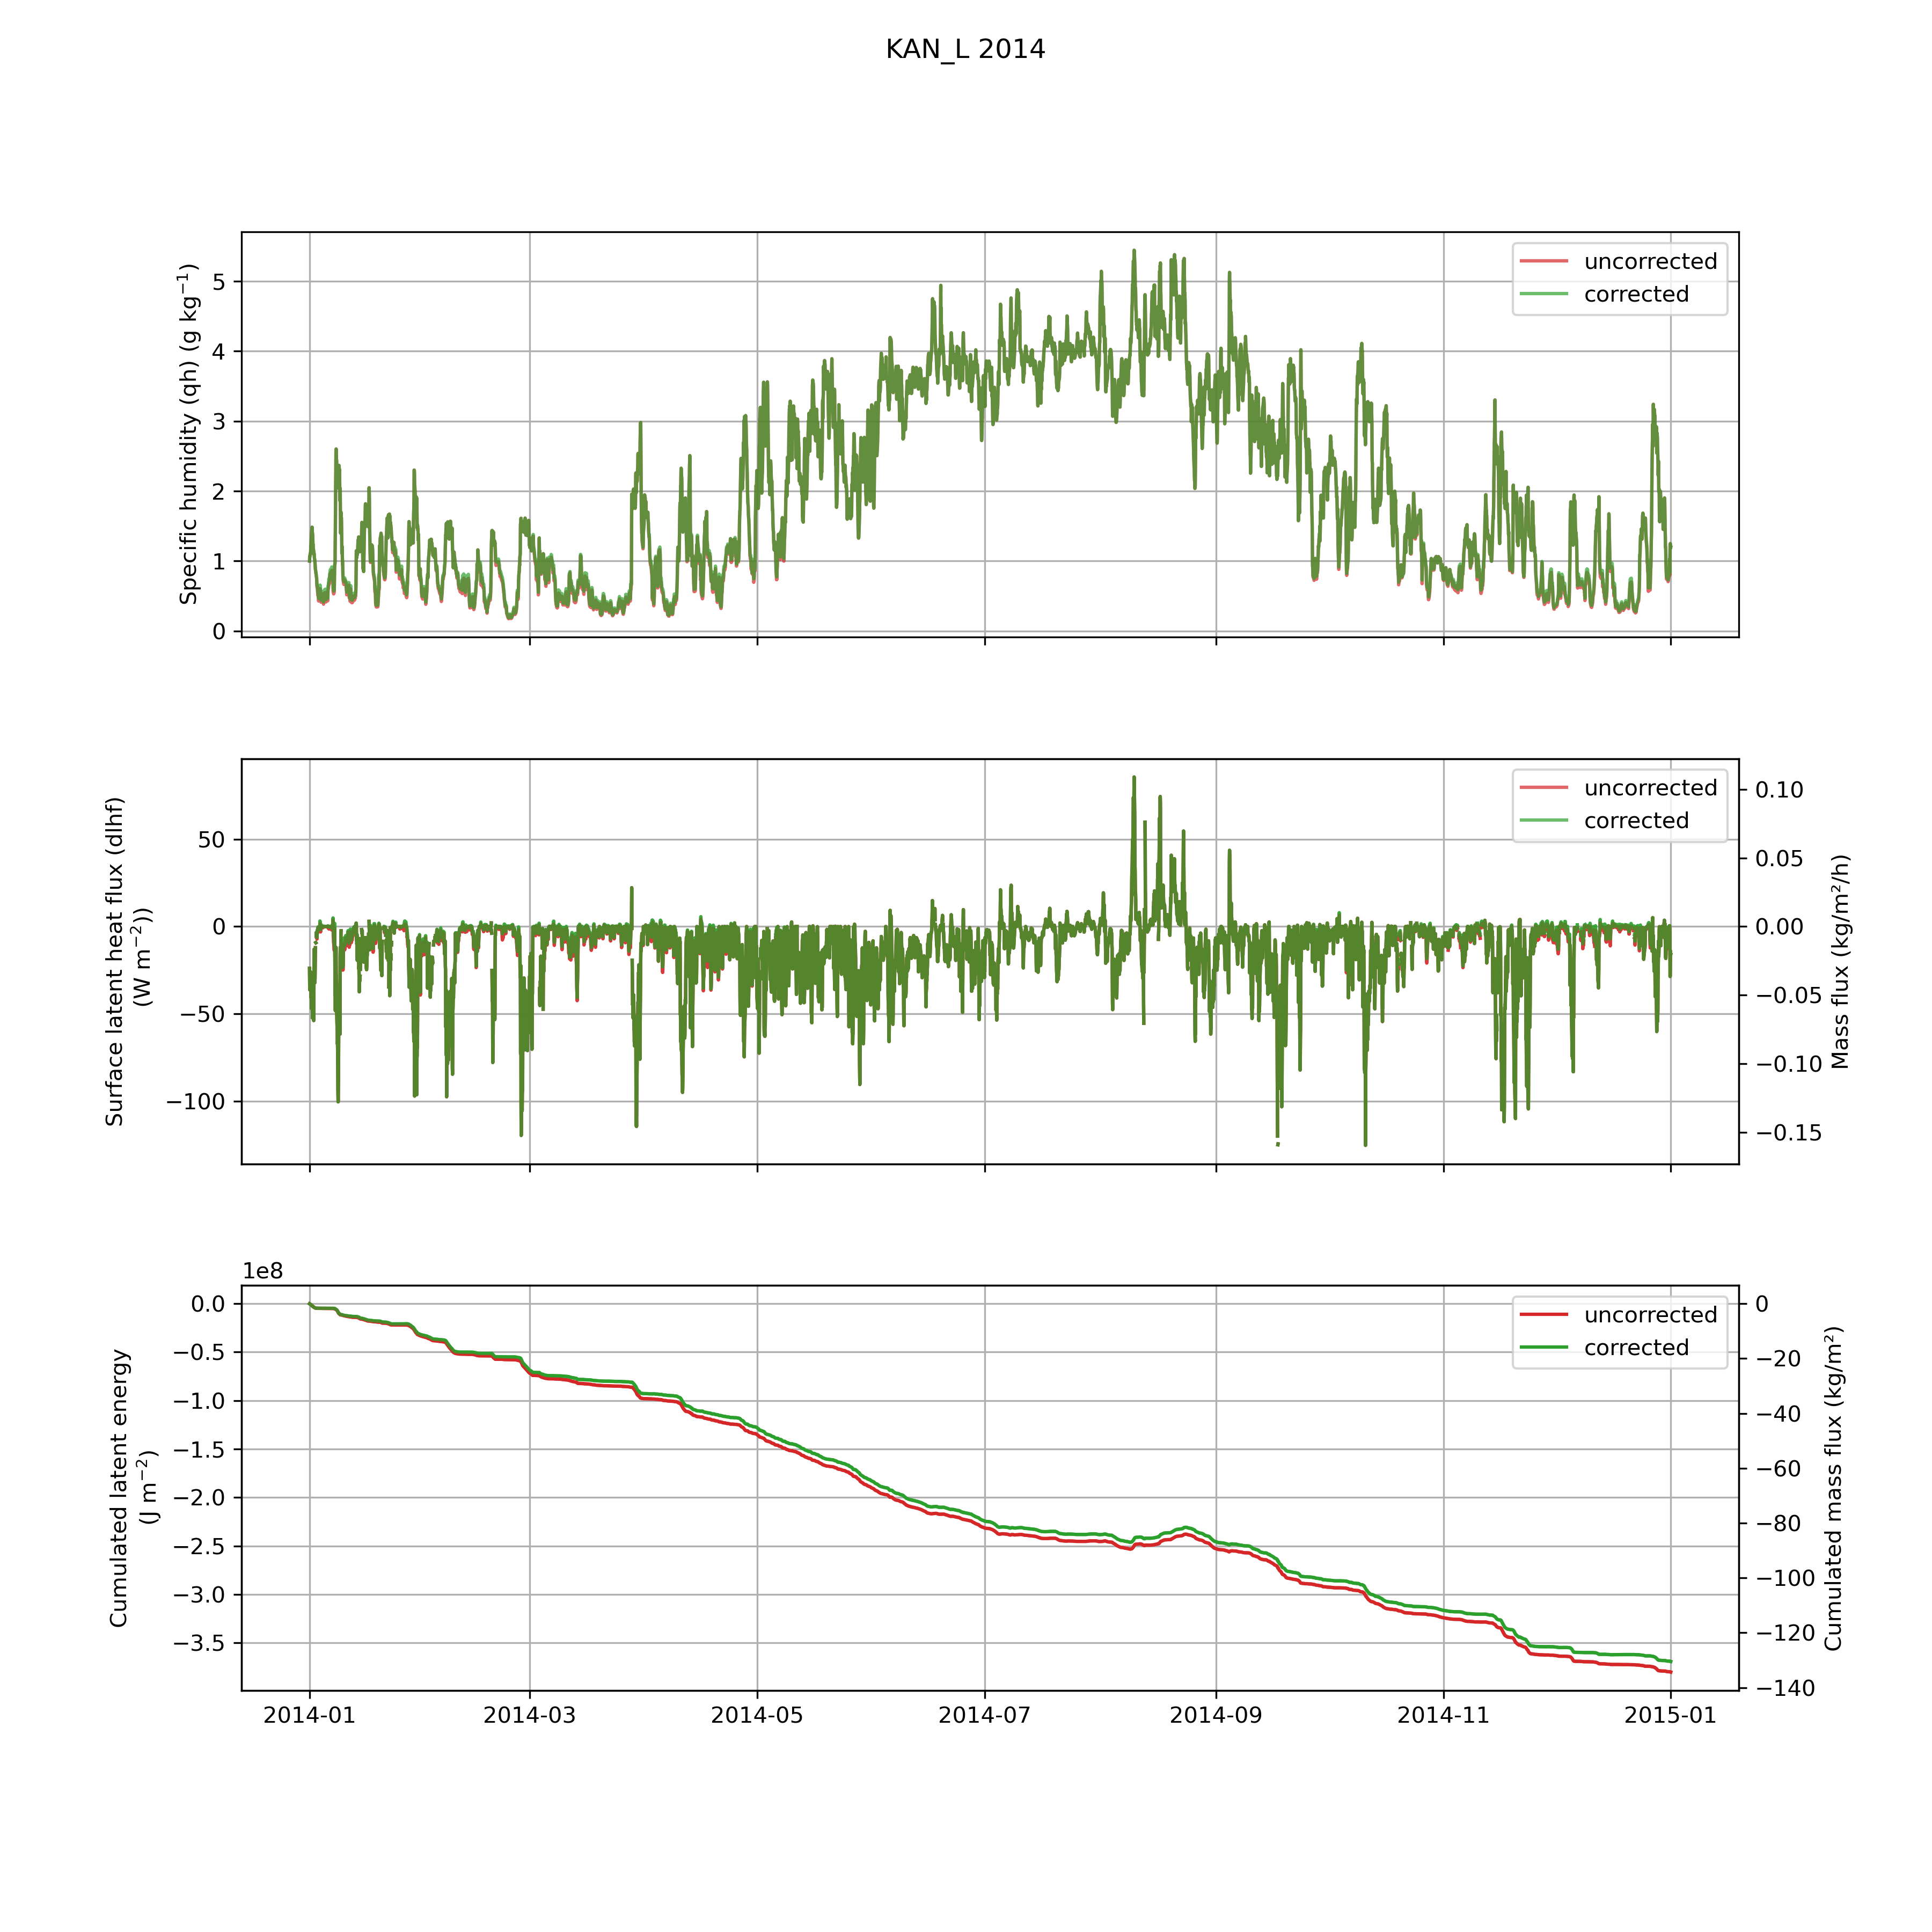 KAN_L 2014
Specific humidity (qh) (g kg⁻¹)
5
4
3
2
1
0
uncorrected
corrected
Surface latent heat flux (dlhf)
(W m⁻²))
50
0
−50
−100
uncorrected
corrected
0.10
0.05
0.00
−0.05
−0.10
−0.15
Mass flux (kg/m²/h)
1e8
Cumulated latent energy
(J m⁻²)
0.0
−0.5
−1.0
−1.5
−2.0
−2.5
−3.0
−3.5
uncorrected
corrected
0
−20
−40
−60
−80
−100
−120
−140
Cumulated mass flux (kg/m²)
2014-01
2014-03
2014-05
2014-07
2014-09
2014-11
2015-01